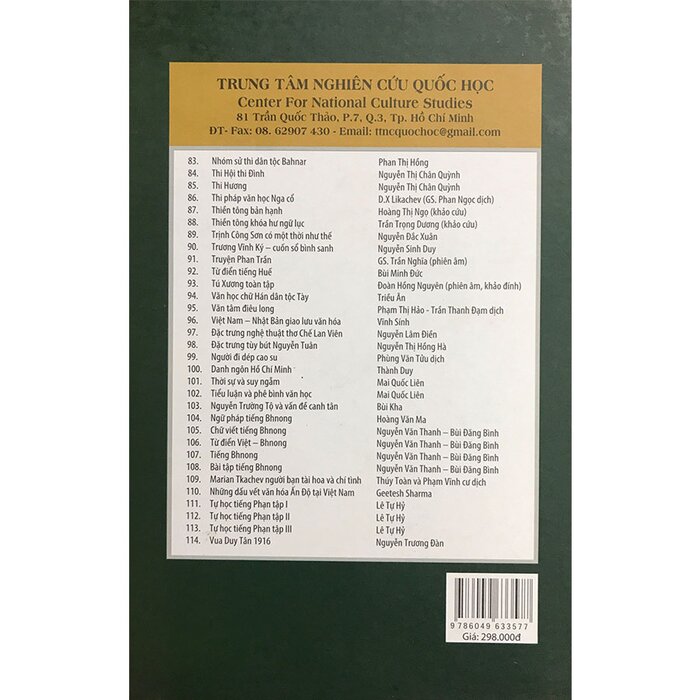 TRUNG TÂM NGHIÊN CỨU QUỐC HỌC
Center For National Culture Studies
81 Trần Quốc Thảo, P.7, Q.3, Tp. Hồ Chí Minh
ĐT- Fax: 08. 62907 430 - Email: ttncquochoc@gmail.com
83. Nhóm sử thi dân tộc Bahnar Phan Thị Hồng
84. Thi Hội thi Đình Nguyễn Thị Chân Quỳnh
85. Thi Hương Nguyễn Thị Chân Quỳnh
86. Thi pháp văn học Nga cổ D.X Likachev (GS. Phan Ngọc dịch)
87. Thiền tông bản hạnh Hoàng Thị Ngọ (khảo cứu)
88. Thiền tông khóa hư ngữ lục Trần Trọng Dương (khảo cứu)
89. Trịnh Công Sơn có một thời như thế Nguyễn Đắc Xuân
90. Trương Vĩnh Ký – cuốn sổ bình sanh Nguyễn Sinh Duy
91. Truyện Phan Trần GS. Trần Nghĩa (phiên âm)
92. Từ điển tiếng Huế Bùi Minh Đức
93. Tú Xương toàn tập Đoàn Hồng Nguyên (phiên âm, khảo đính)
94. Văn học chữ Hán dân tộc Tày Triều Ân
95. Văn tâm điêu long Phạm Thị Hảo - Trần Thanh Đạm dịch
96. Việt Nam – Nhật Bản giao lưu văn hóa Vĩnh Sính
97. Đặc trưng nghệ thuật thơ Chế Lan Viên Nguyễn Lâm Điền
98. Đặc trưng tùy bút Nguyễn Tuân Nguyễn Thị Hồng Hà
99. Người đi dép cao su Phùng Văn Tửu dịch
100. Danh ngôn Hồ Chí Minh Thành Duy
101. Thời sự và suy ngẫm Mai Quốc Liên
102. Tiểu luận và phê bình văn học Mai Quốc Liên
103. Nguyễn Trường Tộ và vấn đề canh tân Bùi Kha
104. Ngữ pháp tiếng Bhnong Hoàng Văn Ma
105. Chữ viết tiếng Bhnong Nguyễn Văn Thanh – Bùi Đăng Bình
106. Từ điển Việt – Bhnong Nguyễn Văn Thanh – Bùi Đăng Bình
107. Tiếng Bhnong Nguyễn Văn Thanh – Bùi Đăng Bình
108. Bài tập tiếng Bhnong Nguyễn Văn Thanh – Bùi Đăng Bình
109. Marian Tkachev người bạn tài hoa và chí tình Thúy Toàn và Phạm Vĩnh cư dịch
110. Những dấu vết văn hóa Ấn Độ tại Việt Nam Geetesh Sharma
111. Tự học tiếng Phạn tập I Lê Tự Hỷ
112. Tự học tiếng Phạn tập II Lê Tự Hỷ
113. Tự học tiếng Phạn tập III Lê Tự Hỷ
114. Vua Duy Tân 1916 Nguyễn Trương Đàn
9 786049 633577
Giá: 298.000đ